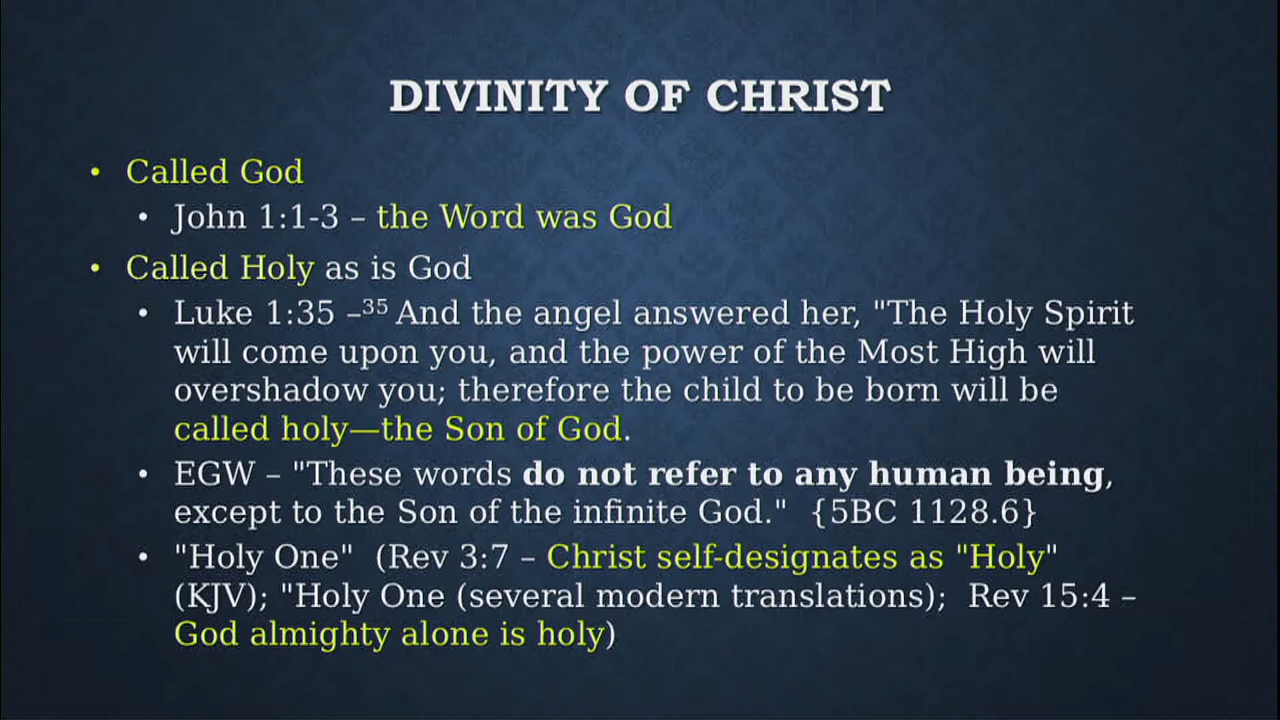 DIVINITY OF CHRIST
• Called God
• John 1:1-3 – the Word was God
• Called Holy as is God
• Luke 1:35 –³⁵ And the angel answered her, "The Holy Spirit
will come upon you, and the power of the Most High will
overshadow you; therefore the child to be born will be
called holy—the Son of God.
• EGW – "These words do not refer to any human being,
except to the Son of the infinite God."  {5BC 1128.6}
• "Holy One"  (Rev 3:7 – Christ self-designates as "Holy"
(KJV); "Holy One (several modern translations);  Rev 15:4 –
God almighty alone is holy)